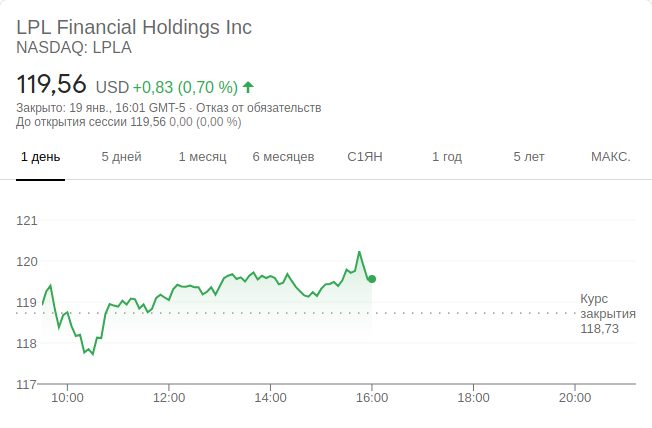 LPL Financial Holdings Inc
NASDAQ: LPLA
119,56 USD +0,83 (0,70 %)
Закрыто: 19 янв., 16:01 GMT-5 · Отказ от обязательств
До открытия сессии 119,56 0,00 (0,00 %)
1 день 5 дней 1 месяц 6 месяцев С1ЯН 1 год 5 лет МАКС.
121
120
119
118
117
Курс
закрытия
118,73
10:00 12:00 14:00 16:00 18:00 20:00